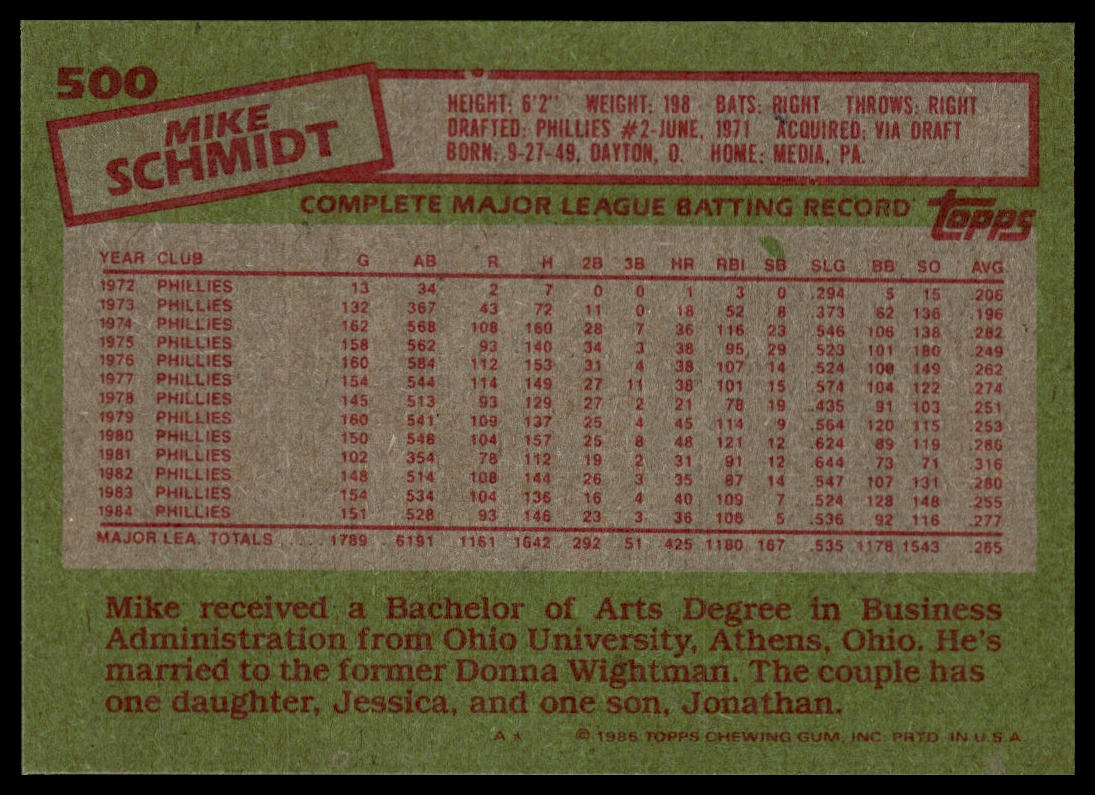 500
MIKE
SCHMIDT
HEIGHT: 6'2" WEIGHT: 198 BATS: RIGHT THROWS: RIGHT
DRAFTED: PHILLIES #2-JUNE, 1971 ACQUIRED: VIA DRAFT
BORN: 9-27-49, DAYTON, O. HOME: MEDIA, PA.
COMPLETE MAJOR LEAGUE BATTING RECORD
topps
YEAR CLUB G AB R H 2B 3B HR RBI SB SLG BB SO AVG.
1972 PHILLIES 13 34 2 7 0 0 1 3 0 .294 5 15 .206
1973 PHILLIES 132 367 43 72 11 0 18 52 8 .373 62 136 .196
1974 PHILLIES 162 568 108 160 28 7 36 116 23 .546 106 138 .282
1975 PHILLIES 158 562 93 140 34 3 38 95 29 .523 101 180 .249
1976 PHILLIES 160 584 112 153 31 4 38 107 14 .524 100 149 .262
1977 PHILLIES 154 544 114 149 27 11 38 101 15 .574 104 122 .274
1978 PHILLIES 145 513 93 129 27 2 21 78 19 .435 91 103 .251
1979 PHILLIES 160 541 109 137 25 4 45 114 9 .564 120 115 .253
1980 PHILLIES 150 548 104 157 25 8 48 121 12 .624 89 119 .286
1981 PHILLIES 102 354 78 112 19 2 31 91 12 .644 73 71 .316
1982 PHILLIES 148 514 108 144 26 3 35 87 14 .547 107 131 .280
1983 PHILLIES 154 534 104 136 16 4 40 109 7 .524 128 148 .255
1984 PHILLIES 151 528 93 146 23 3 36 106 5 .536 92 116 .277
MAJOR LEA. TOTALS ..... 1789 6191 1161 1642 292 51 425 1180 167 .535 1178 1543 .265
Mike received a Bachelor of Arts Degree in Business
Administration from Ohio University, Athens, Ohio. He's
married to the former Donna Wightman. The couple has
one daughter, Jessica, and one son, Jonathan.
A * © 1985 TOPPS CHEWING GUM, INC. PRTD. IN U.S.A.